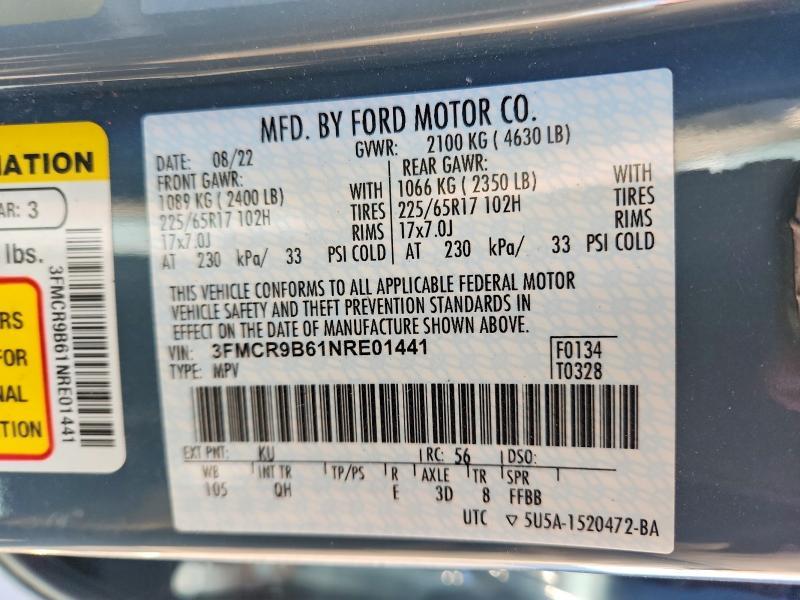 MATION
AR: 3
lbs.
RS
FOR
NAL
TION
3FMCR9B61NRE01441
MFD. BY FORD MOTOR CO.
DATE: 08/22 GVWR: 2100 KG ( 4630 LB)
FRONT GAWR: REAR GAWR:
1089 KG ( 2400 LB) WITH 1066 KG ( 2350 LB) WITH
225/65R17 102H TIRES 225/65R17 102H TIRES
17x7.0J RIMS 17x7.0J RIMS
AT 230 kPa/ 33 PSI COLD AT 230 kPa/ 33 PSI COLD
THIS VEHICLE CONFORMS TO ALL APPLICABLE FEDERAL MOTOR
VEHICLE SAFETY AND THEFT PREVENTION STANDARDS IN
EFFECT ON THE DATE OF MANUFACTURE SHOWN ABOVE.
VIN: 3FMCR9B61NRE01441 F0134
TYPE: MPV T0328
EXT PNT: KU RC: 56 DSO:
WB INT TR TP/PS R AXLE TR SPR
105 QH E 3D 8 FFBB
UTC ▽ 5U5A-1520472-BA